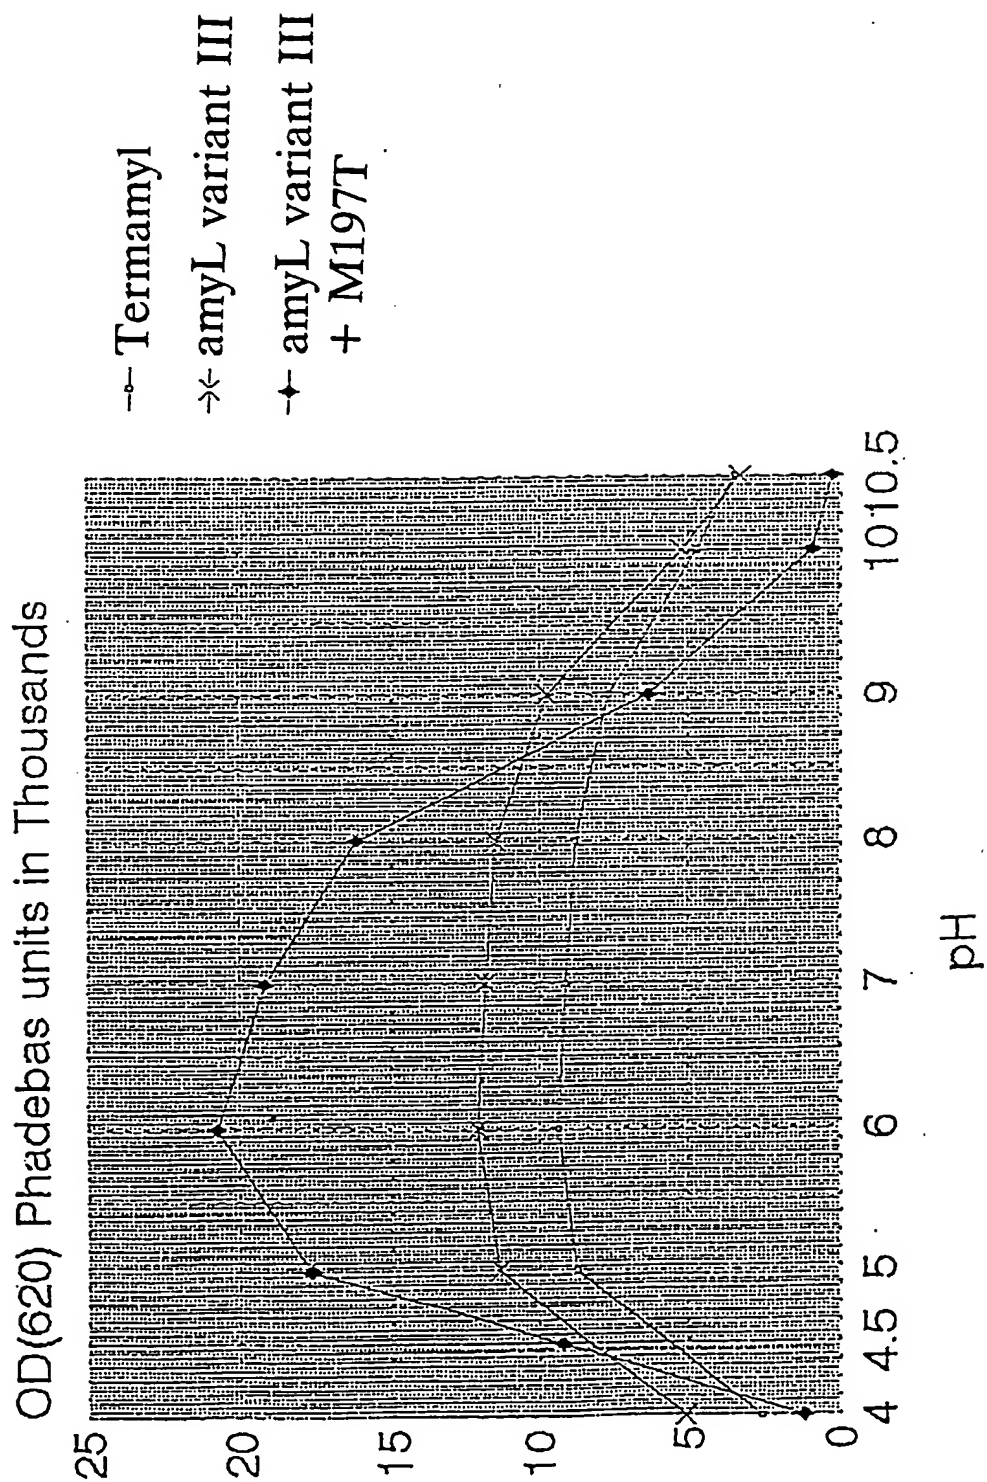 OD(620) Phadebas units in Thousands
25
20
15
10
5
0
4 4.5 5 6 7 8 9 10 10.5
pH
Termamyl
amyL variant III
amyL variant III
+ M197T